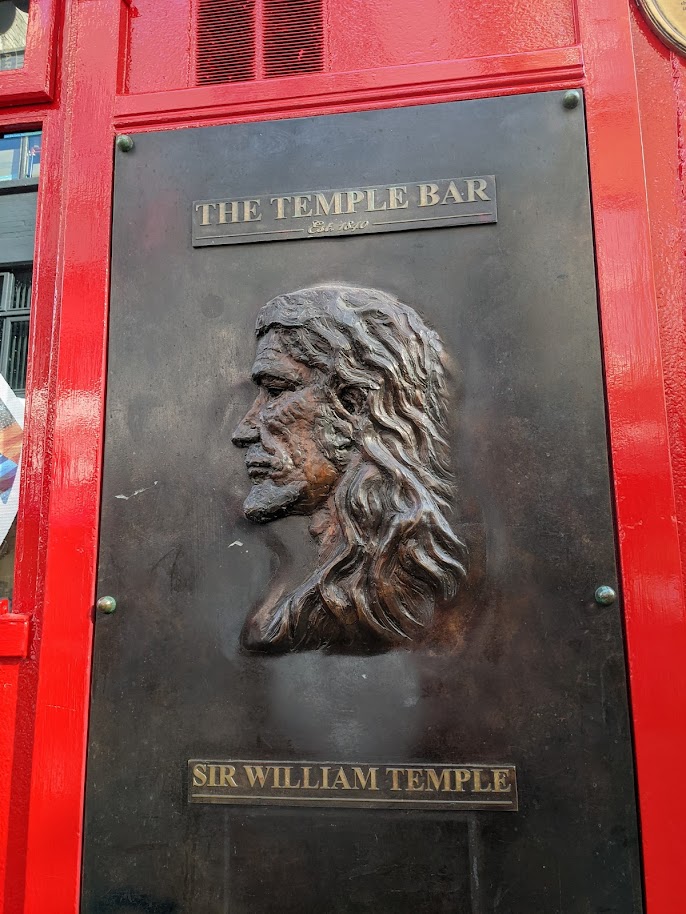 THE TEMPLE BAR
Est. 1840
SIR WILLIAM TEMPLE